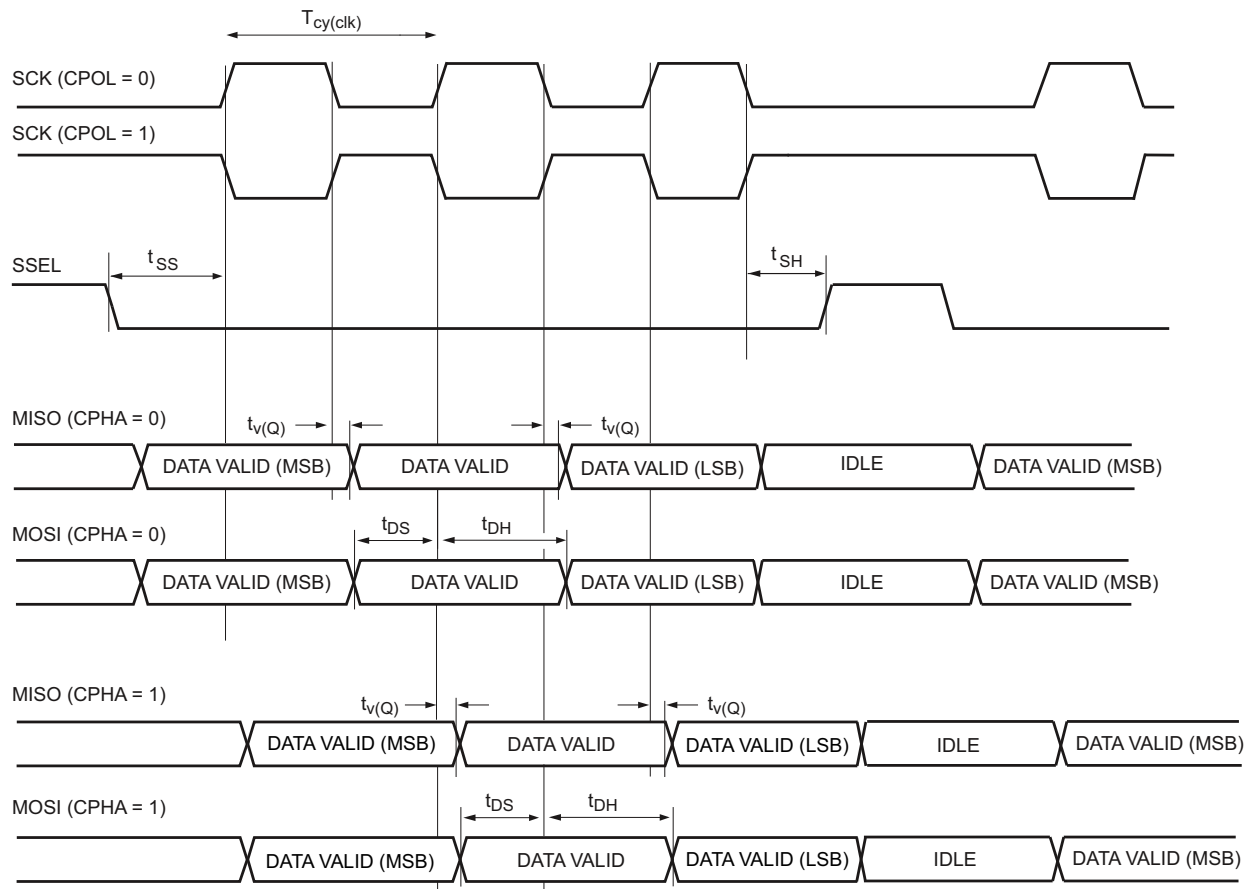 Tcy(clk)
SCK (CPOL = 0)
SCK (CPOL = 1)
SSEL
tSS
tSH
MISO (CPHA = 0)
tv(Q)
tv(Q)
DATA VALID (MSB) DATA VALID DATA VALID (LSB) IDLE DATA VALID (MSB)
MOSI (CPHA = 0)
tDS
tDH
DATA VALID (MSB) DATA VALID DATA VALID (LSB) IDLE DATA VALID (MSB)
MISO (CPHA = 1)
tv(Q)
tv(Q)
DATA VALID (MSB) DATA VALID DATA VALID (LSB) IDLE DATA VALID (MSB)
MOSI (CPHA = 1)
tDS
tDH
DATA VALID (MSB) DATA VALID DATA VALID (LSB) IDLE DATA VALID (MSB)